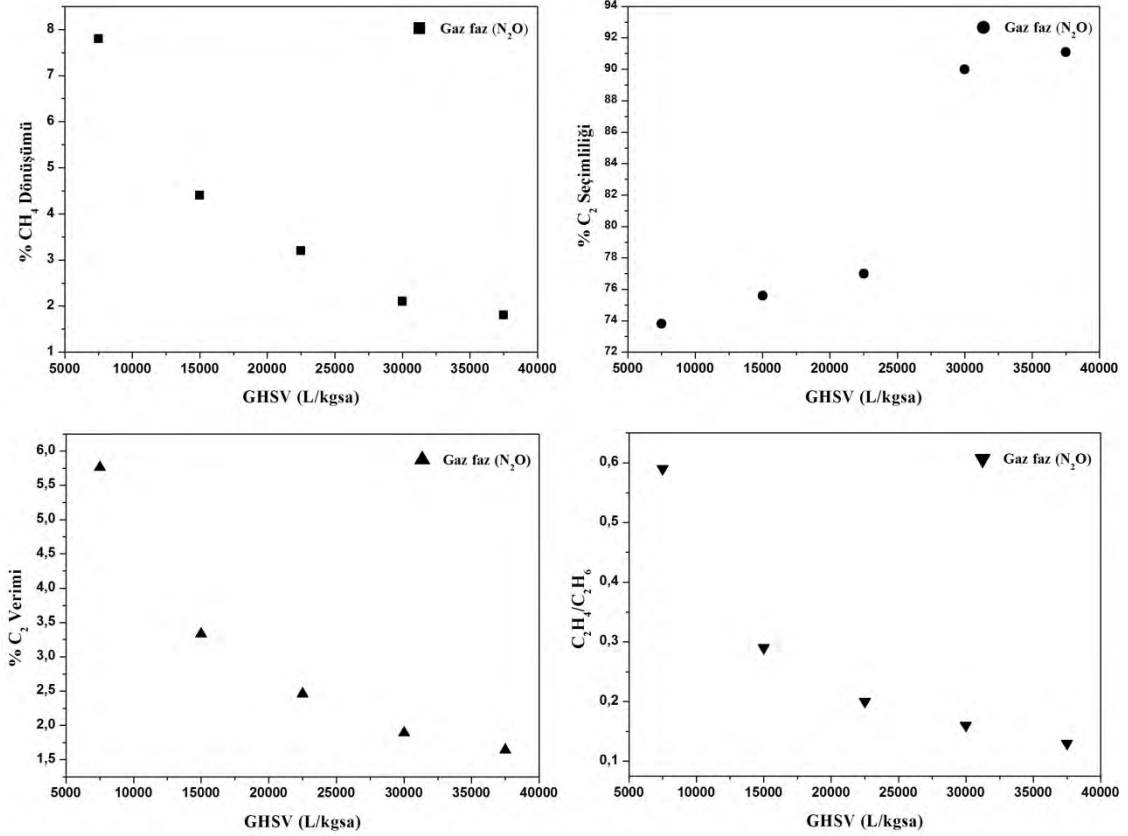 Gaz faz (N₂O)
% CH₄ Dönüşümü
8
7
6
5
4
3
2
1
5000 10000 15000 20000 25000 30000 35000 40000
GHSV (L/kgsa)
Gaz faz (N₂O)
% C₂ Seçimliliği
94
92
90
88
86
84
82
80
78
76
74
72
5000 10000 15000 20000 25000 30000 35000 40000
GHSV (L/kgsa)
Gaz faz (N₂O)
% C₂ Verimi
6,0
5,5
5,0
4,5
4,0
3,5
3,0
2,5
2,0
1,5
5000 10000 15000 20000 25000 30000 35000 40000
GHSV (L/kgsa)
Gaz faz (N₂O)
C₂H₄/C₂H₆
0,6
0,5
0,4
0,3
0,2
0,1
5000 10000 15000 20000 25000 30000 35000 40000
GHSV (L/kgsa)